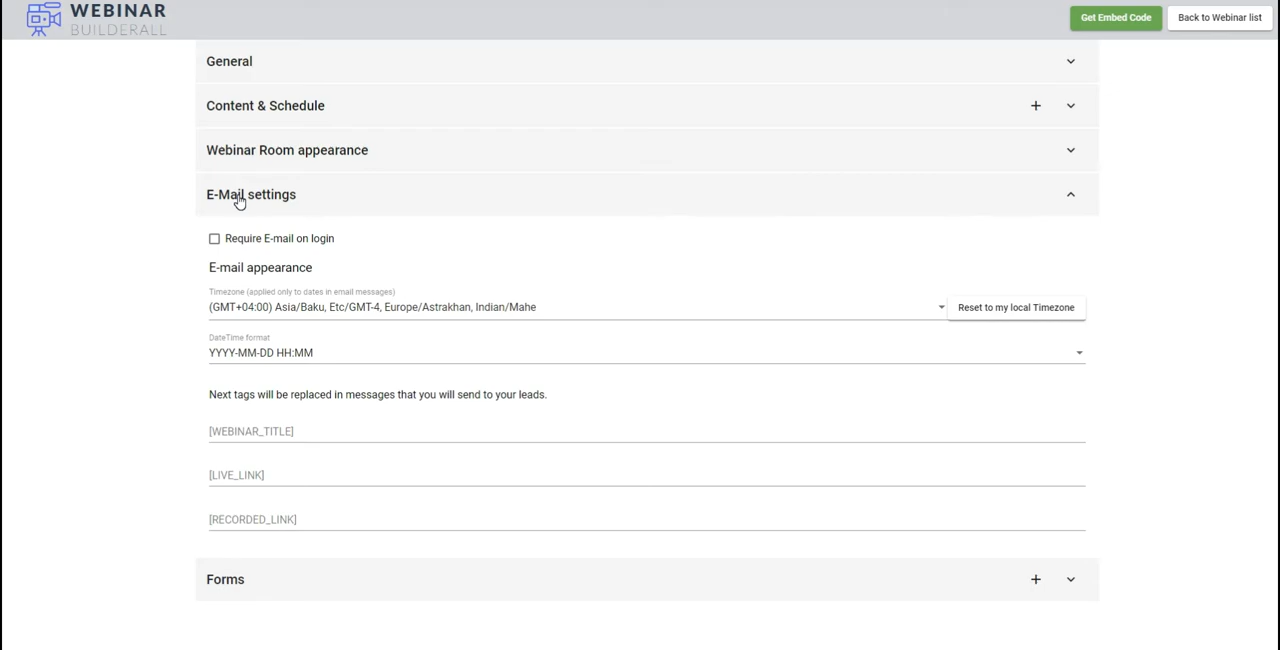 WEBINAR
BUILDERALL
Get Embed Code
Back to Webinar list
General
Content & Schedule
Webinar Room appearance
E-Mail settings
Require E-mail on login
E-mail appearance
Timezone (applied only to dates in email messages)
(GMT+04:00) Asia/Baku, Etc/GMT-4, Europe/Astrakhan, Indian/Mahe
Reset to my local Timezone
DateTime format
YYYY-MM-DD HH:MM
Next tags will be replaced in messages that you will send to your leads.
[WEBINAR_TITLE]
[LIVE_LINK]
[RECORDED_LINK]
Forms